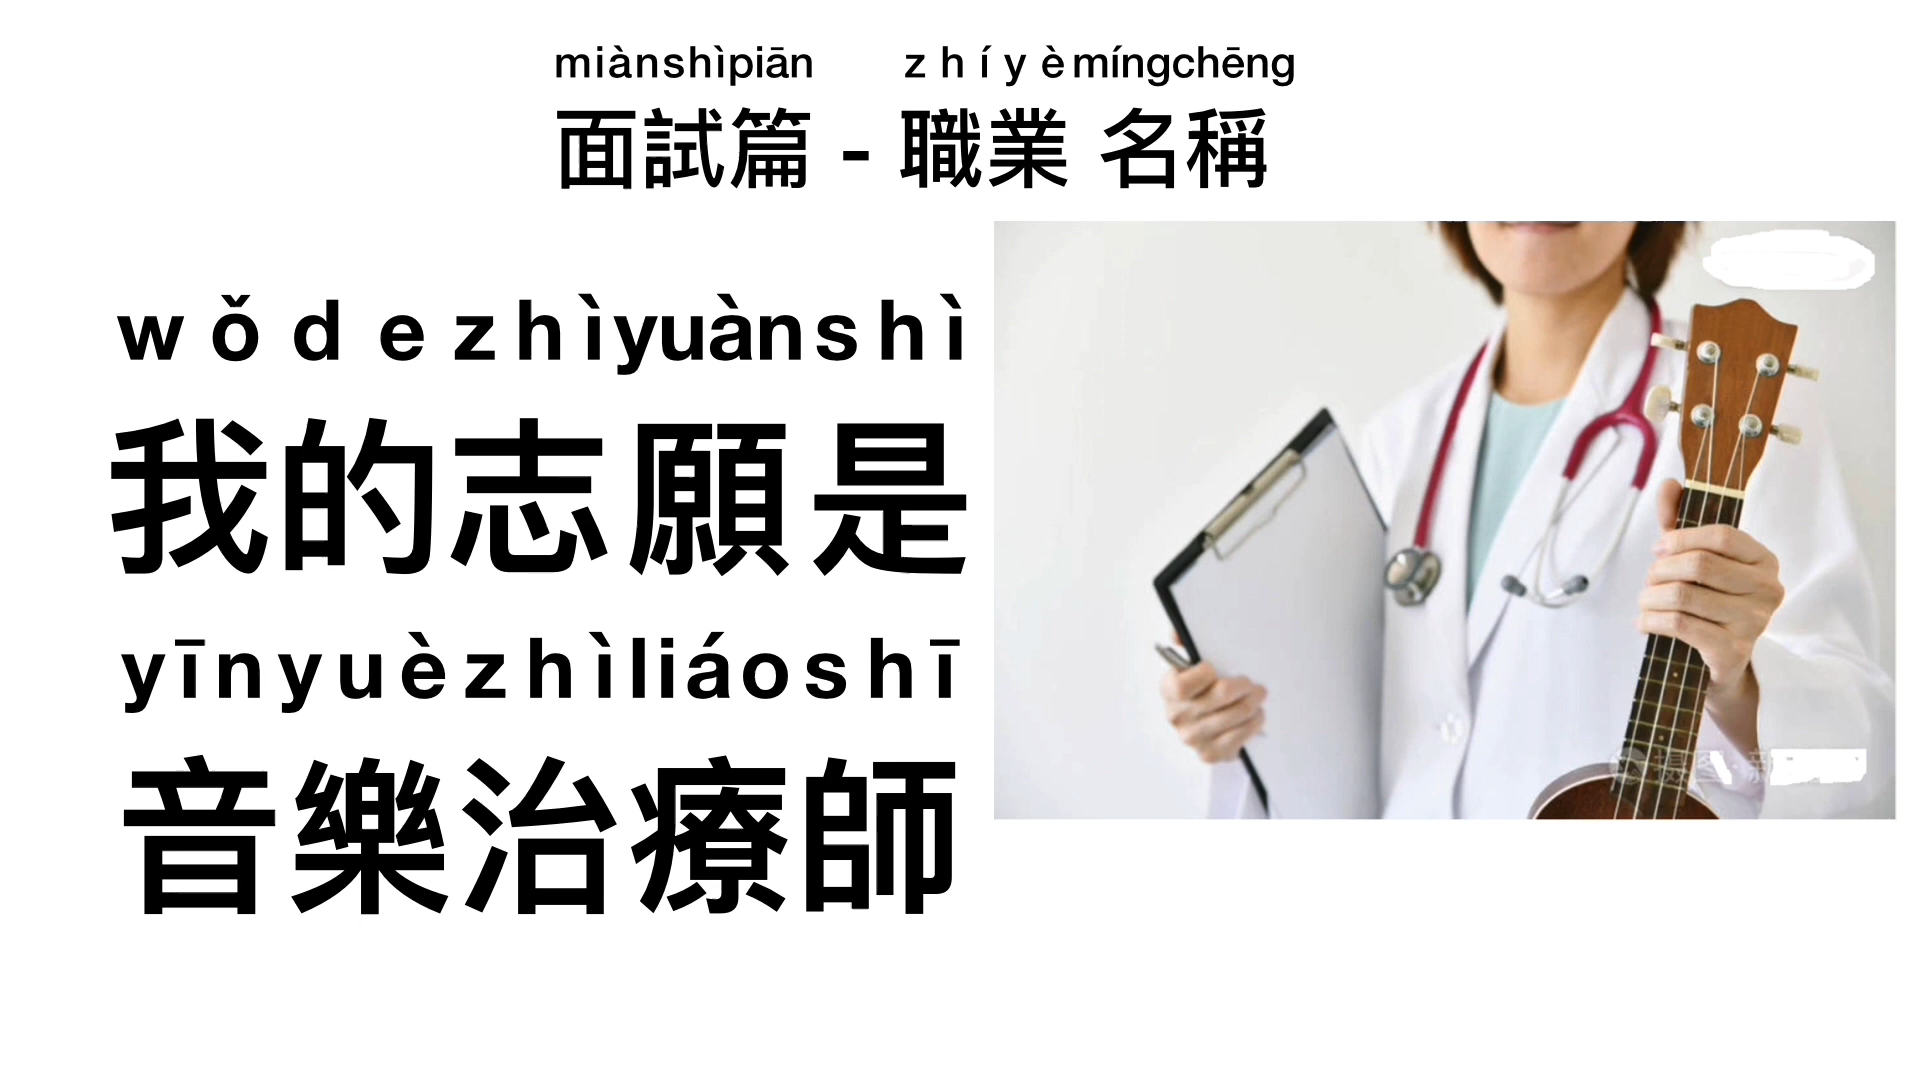 miànshìpiān zhíyèmíngchēng
面試篇 - 職業 名稱
wǒdezhìyuànshì
我的志願是
yīnyuèzhìliáoshī
音樂治療師